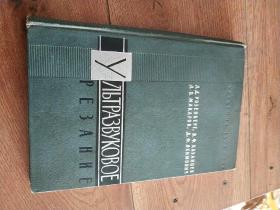 Л. Д. РОЗЕНБЕРГ, В. Ф. КАЗАНЦЕВ
Л. О. МАКАРОВ, Д. Ф. ЯХИМОВИЧ
УЛЬТРАЗВУКОВОЕ
РЕЗАНИЕ